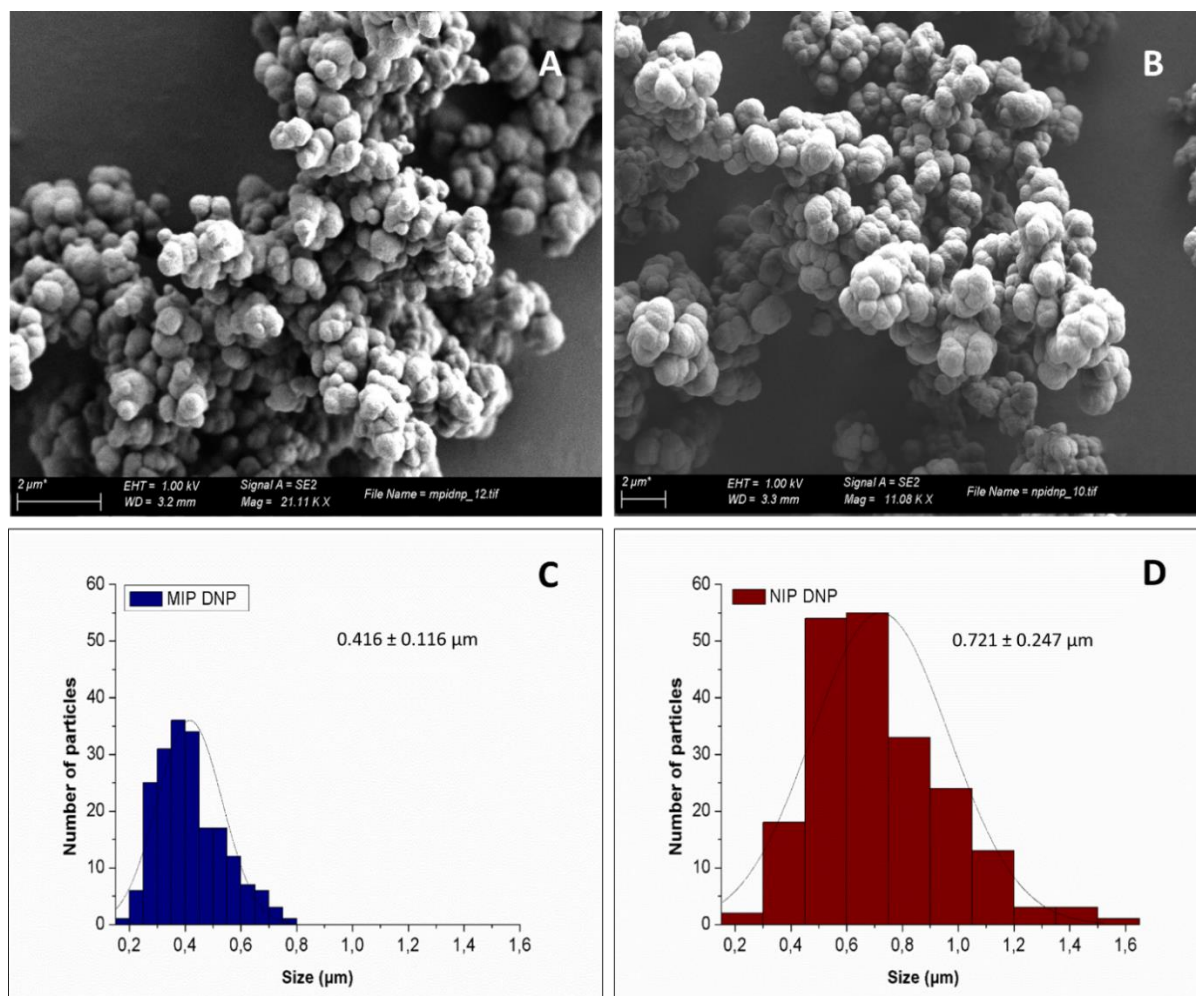 A
2 µm*
EHT = 1.00 kV
WD = 3.2 mm
Signal A = SE2
Mag = 21.11 K X
File Name = mpidnp_12.tif
B
2 µm*
EHT = 1.00 kV
WD = 3.3 mm
Signal A = SE2
Mag = 11.08 K X
File Name = npidnp_10.tif
C
MIP DNP
0.416 ± 0.116 µm
Number of particles
60
50
40
30
20
10
0
0,2 0,4 0,6 0,8 1,0 1,2 1,4 1,6
Size (µm)
D
NIP DNP
0.721 ± 0.247 µm
Number of particles
60
50
40
30
20
10
0
0,2 0,4 0,6 0,8 1,0 1,2 1,4 1,6
Size (µm)